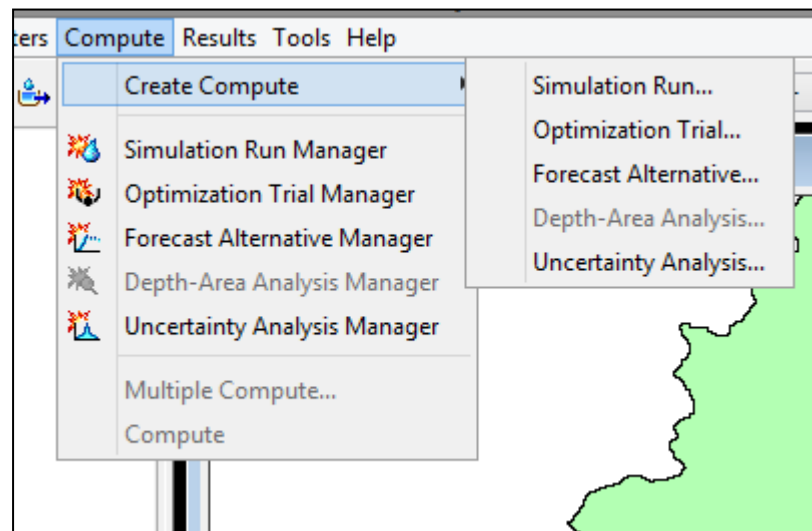 ters Compute Results Tools Help
Create Compute
Simulation Run Manager
Optimization Trial Manager
Forecast Alternative Manager
Depth-Area Analysis Manager
Uncertainty Analysis Manager
Multiple Compute...
Compute
Simulation Run...
Optimization Trial...
Forecast Alternative...
Depth-Area Analysis...
Uncertainty Analysis...